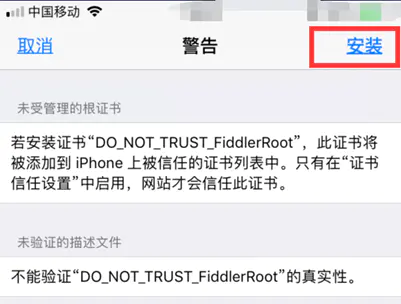 中国移动
取消 警告 安装
未受管理的根证书
若安装证书“DO_NOT_TRUST_FiddlerRoot”，此证书将
被添加到 iPhone 上被信任的证书列表中。只有在“证书
信任设置”中启用，网站才会信任此证书。
未验证的描述文件
不能验证“DO_NOT_TRUST_FiddlerRoot”的真实性。